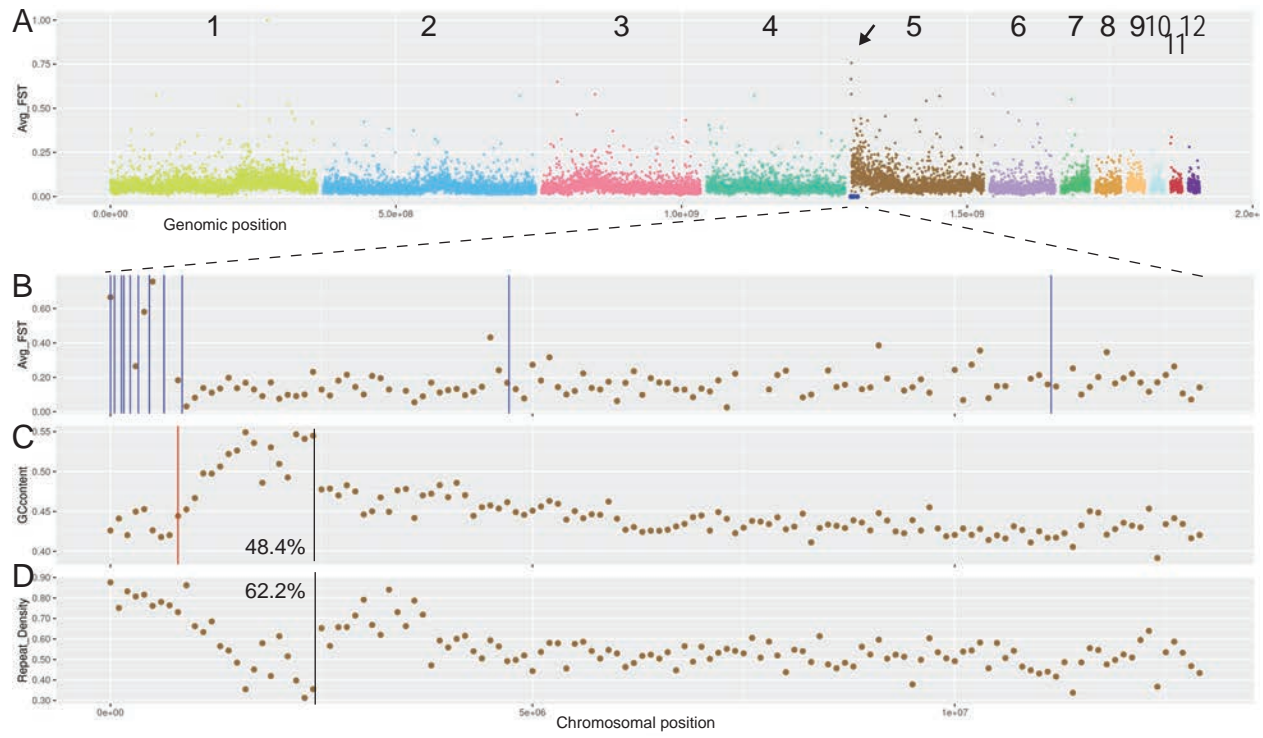 A
1 2 3 4 5 6 7 8 9 10 11 12
Avg_FST
1.00
0.75
0.50
0.25
0.00
0.0e+00 5.0e+08 1.0e+09 1.5e+09 2.0e+
Genomic position
B
Avg_FST
0.60
0.40
0.20
0.00
C
GCcontent
0.55
0.50
0.45
0.40
48.4%
D
Repeat_Density
0.90
0.80
0.70
0.60
0.50
0.40
0.30
62.2%
0e+00 5e+06 1e+07
Chromosomal position